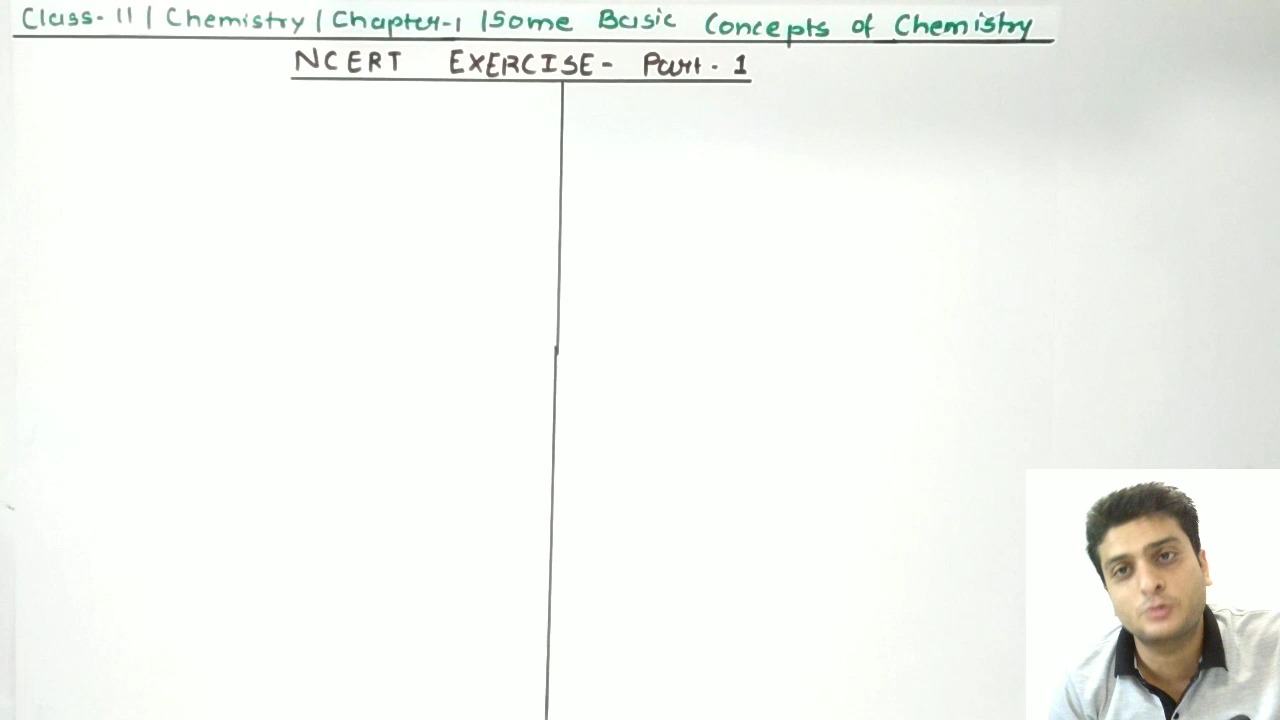 Class-11 | Chemistry | Chapter-1 | Some Basic Concepts of Chemistry
NCERT EXERCISE- Part-1